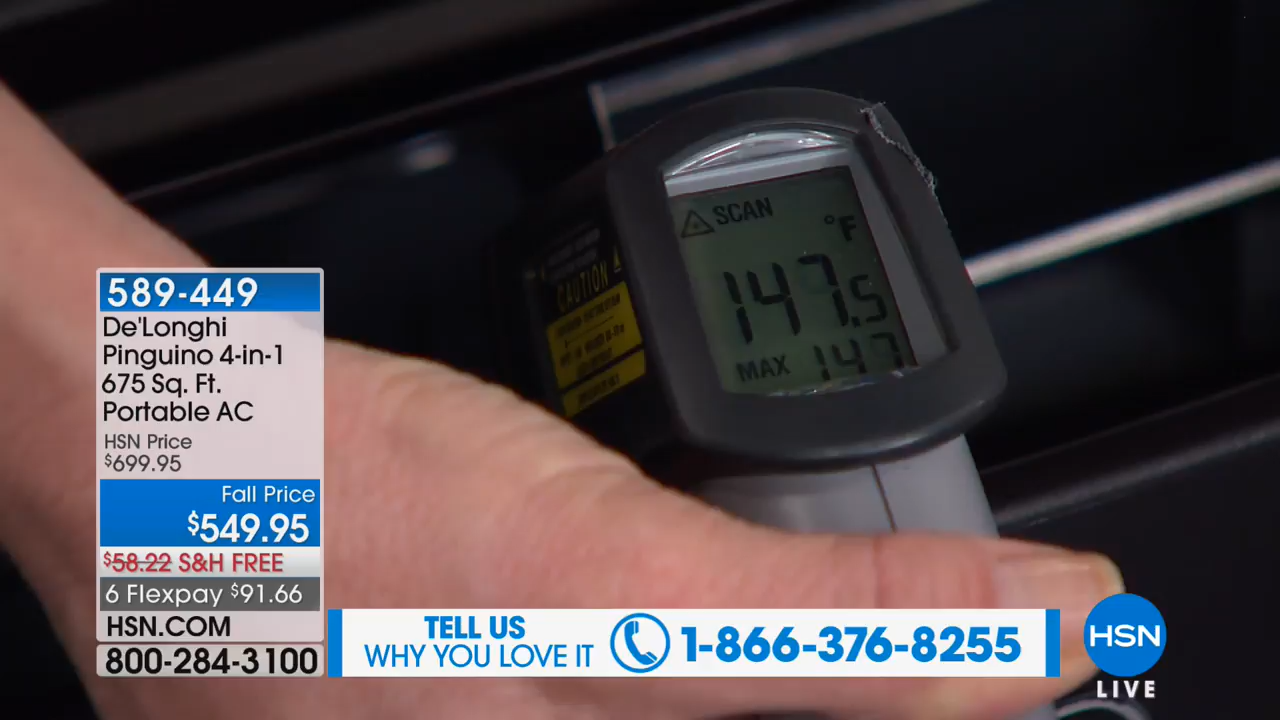 SCAN
°F
147.5
MAX 147
CAUTION
589-449
De'Longhi
Pinguino 4-in-1
675 Sq. Ft.
Portable AC
HSN Price
$699.95
Fall Price
$549.95
$58.22 S&H FREE
6 Flexpay $91.66
HSN.COM
800-284-3100
TELL US
WHY YOU LOVE IT
1-866-376-8255
HSN
LIVE